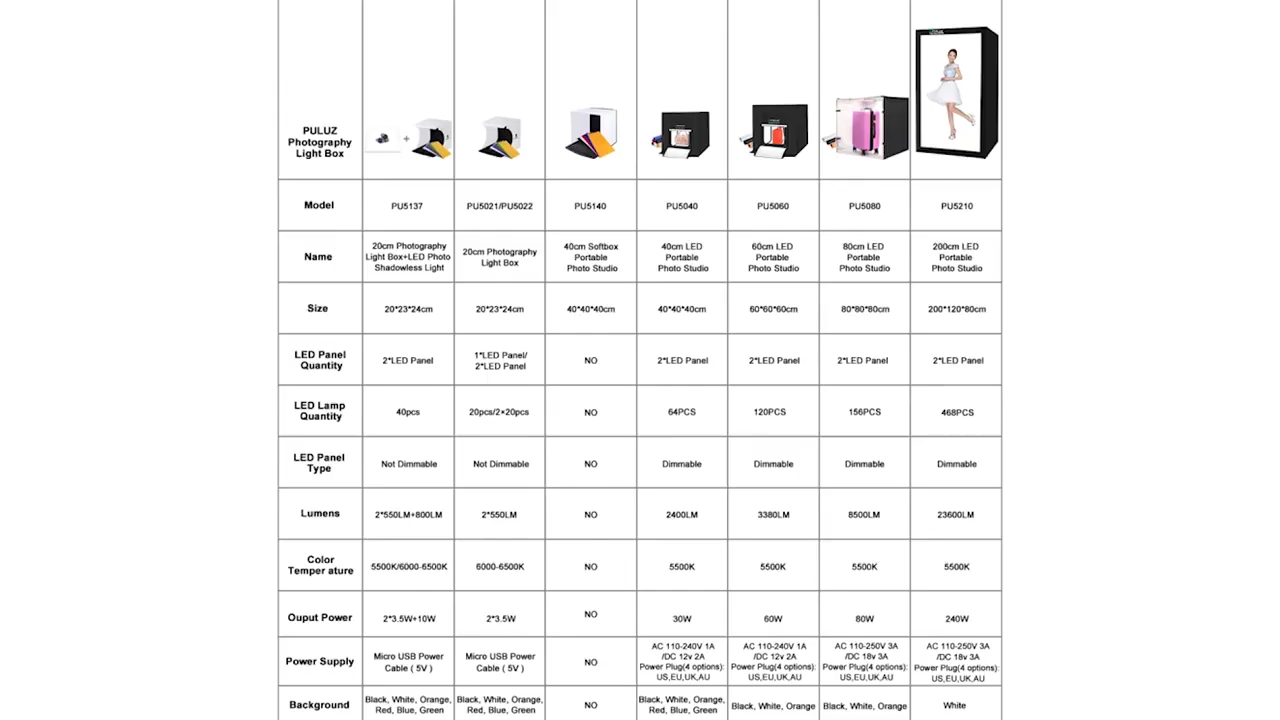 PULUZ
Photography
Light Box
+
Model
PU5137
PU5021/PU5022
PU5140
PU5040
PU5060
PU5080
PU5210
Name
20cm Photography
Light Box+LED Photo
Shadowless Light
20cm Photography
Light Box
40cm Softbox
Portable
Photo Studio
40cm LED
Portable
Photo Studio
60cm LED
Portable
Photo Studio
80cm LED
Portable
Photo Studio
200cm LED
Portable
Photo Studio
Size
20*23*24cm
20*23*24cm
40*40*40cm
40*40*40cm
60*60*60cm
80*80*80cm
200*120*80cm
LED Panel
Quantity
2*LED Panel
1*LED Panel/
2*LED Panel
NO
2*LED Panel
2*LED Panel
2*LED Panel
2*LED Panel
LED Lamp
Quantity
40pcs
20pcs/2×20pcs
NO
64PCS
120PCS
156PCS
468PCS
LED Panel
Type
Not Dimmable
Not Dimmable
NO
Dimmable
Dimmable
Dimmable
Dimmable
Lumens
2*550LM+800LM
2*550LM
NO
2400LM
3380LM
8500LM
23600LM
Color
Temper ature
5500K/6000-6500K
6000-6500K
NO
5500K
5500K
5500K
5500K
Ouput Power
2*3.5W+10W
2*3.5W
NO
30W
60W
80W
240W
Power Supply
Micro USB Power
Cable ( 5V )
Micro USB Power
Cable ( 5V )
NO
AC 110-240V 1A
/DC 12v 2A
Power Plug(4 options):
US,EU,UK,AU
AC 110-240V 1A
/DC 12v 2A
Power Plug(4 options):
US,EU,UK,AU
AC 110-250V 3A
/DC 18v 3A
Power Plug(4 options):
US,EU,UK,AU
AC 110-250V 3A
/DC 18v 3A
Power Plug(4 options):
US,EU,UK,AU
Background
Black, White, Orange,
Red, Blue, Green
Black, White, Orange,
Red, Blue, Green
NO
Black, White, Orange,
Red, Blue, Green
Black, White, Orange
Black, White, Orange
White